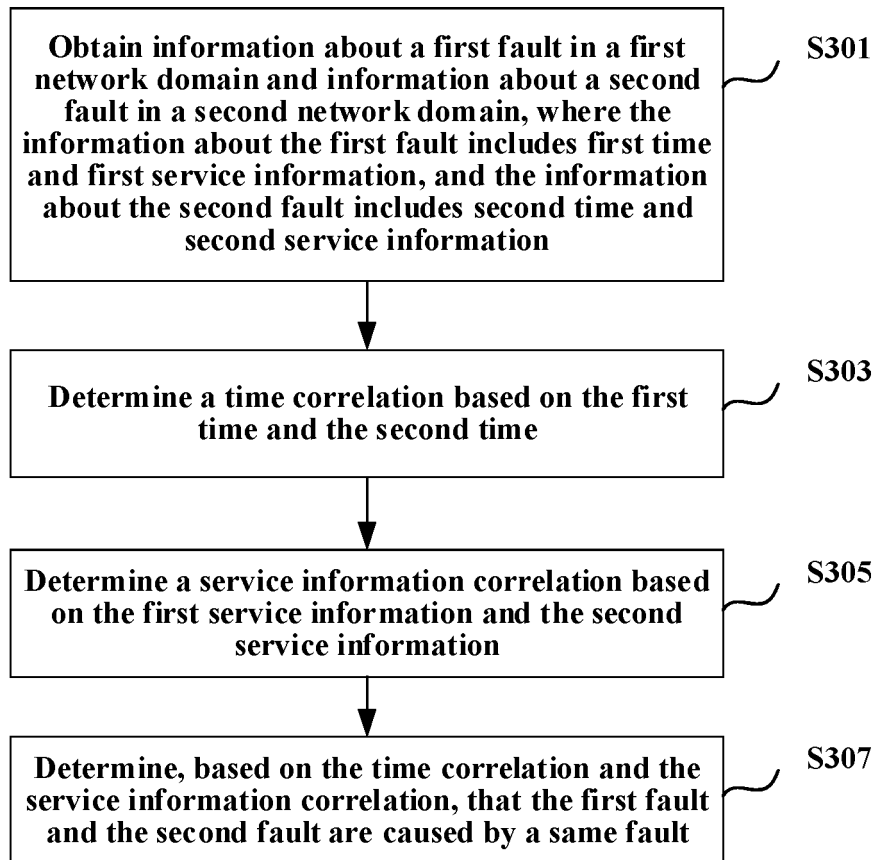 Obtain information about a first fault in a first
network domain and information about a second
fault in a second network domain, where the
information about the first fault includes first time
and first service information, and the information
about the second fault includes second time and
second service information
S301
Determine a time correlation based on the first
time and the second time
S303
Determine a service information correlation based
on the first service information and the second
service information
S305
Determine, based on the time correlation and the
service information correlation, that the first fault
and the second fault are caused by a same fault
S307